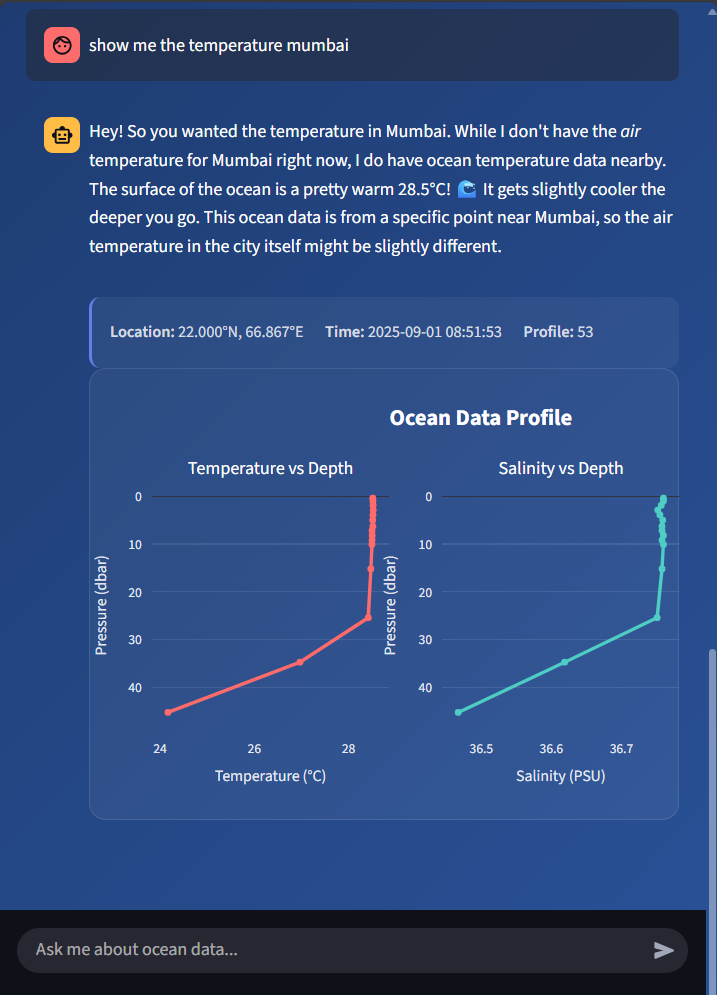 show me the temperature mumbai
Hey! So you wanted the temperature in Mumbai. While I don't have the air
temperature for Mumbai right now, I do have ocean temperature data nearby.
The surface of the ocean is a pretty warm 28.5°C! 🌊 It gets slightly cooler the
deeper you go. This ocean data is from a specific point near Mumbai, so the air
temperature in the city itself might be slightly different.
Location: 22.000°N, 66.867°E Time: 2025-09-01 08:51:53 Profile: 53
Ocean Data Profile
Temperature vs Depth
0
10
20
30
40
Pressure (dbar)
24 26 28
Temperature (°C)
Salinity vs Depth
0
10
20
30
40
Pressure (dbar)
36.5 36.6 36.7
Salinity (PSU)
Ask me about ocean data...